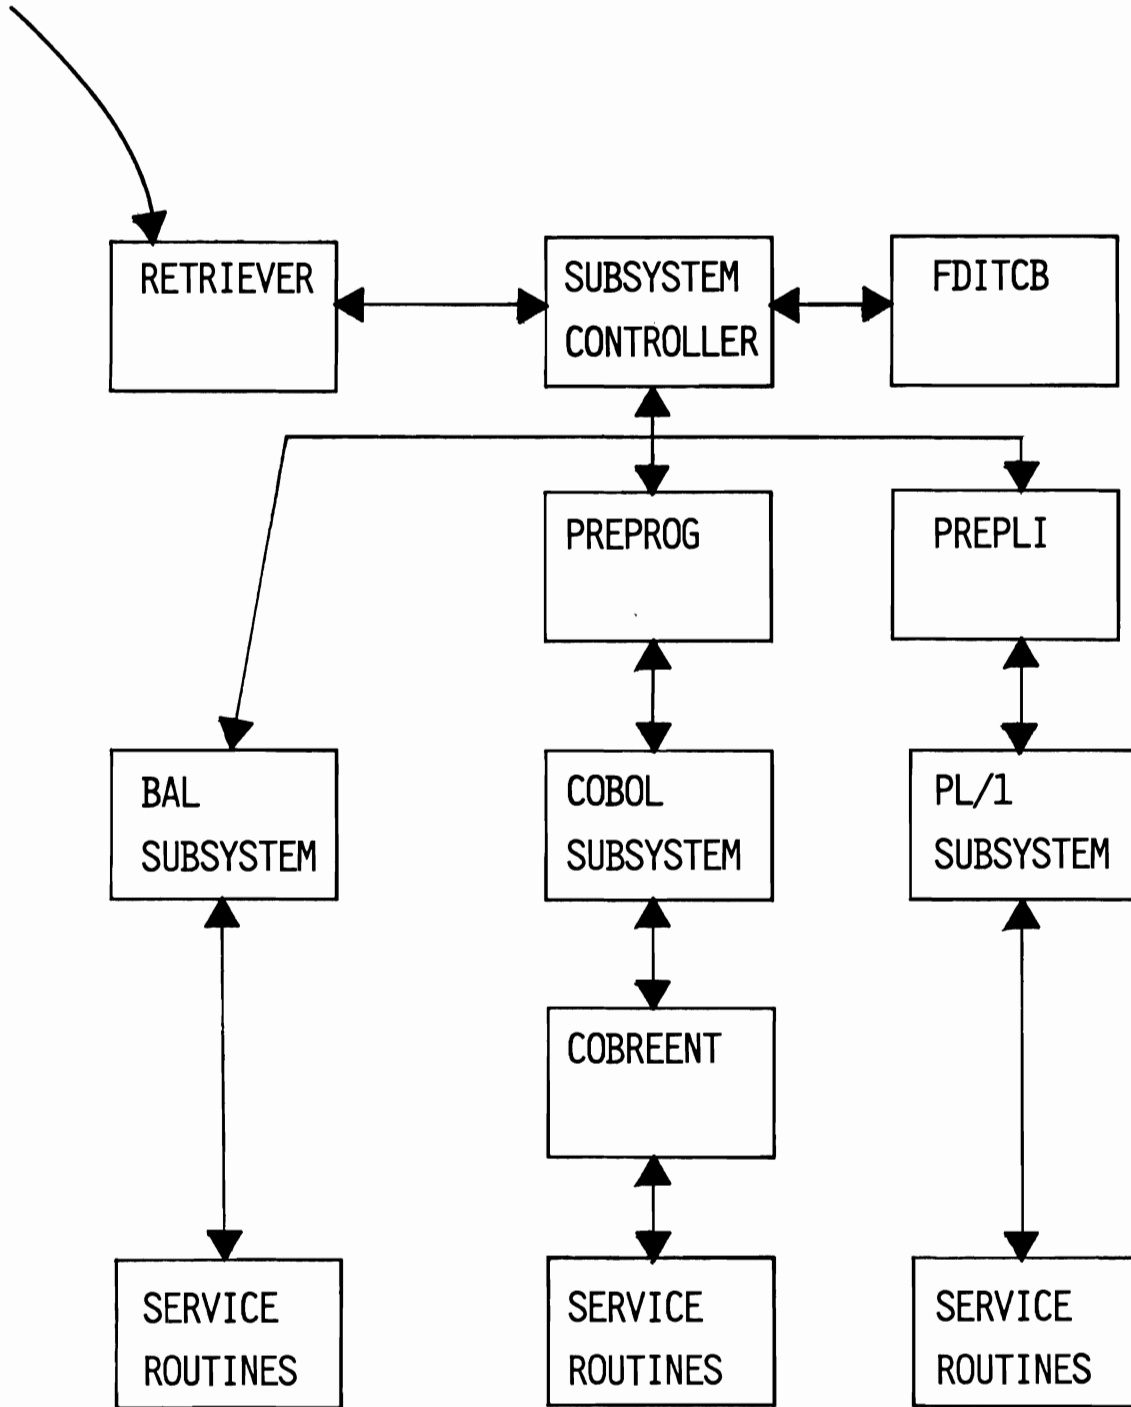 RETRIEVER
SUBSYSTEM
CONTROLLER
FDITCB
PREPROG
PREPLI
BAL
SUBSYSTEM
COBOL
SUBSYSTEM
PL/1
SUBSYSTEM
COBREENT
SERVICE
ROUTINES
SERVICE
ROUTINES
SERVICE
ROUTINES